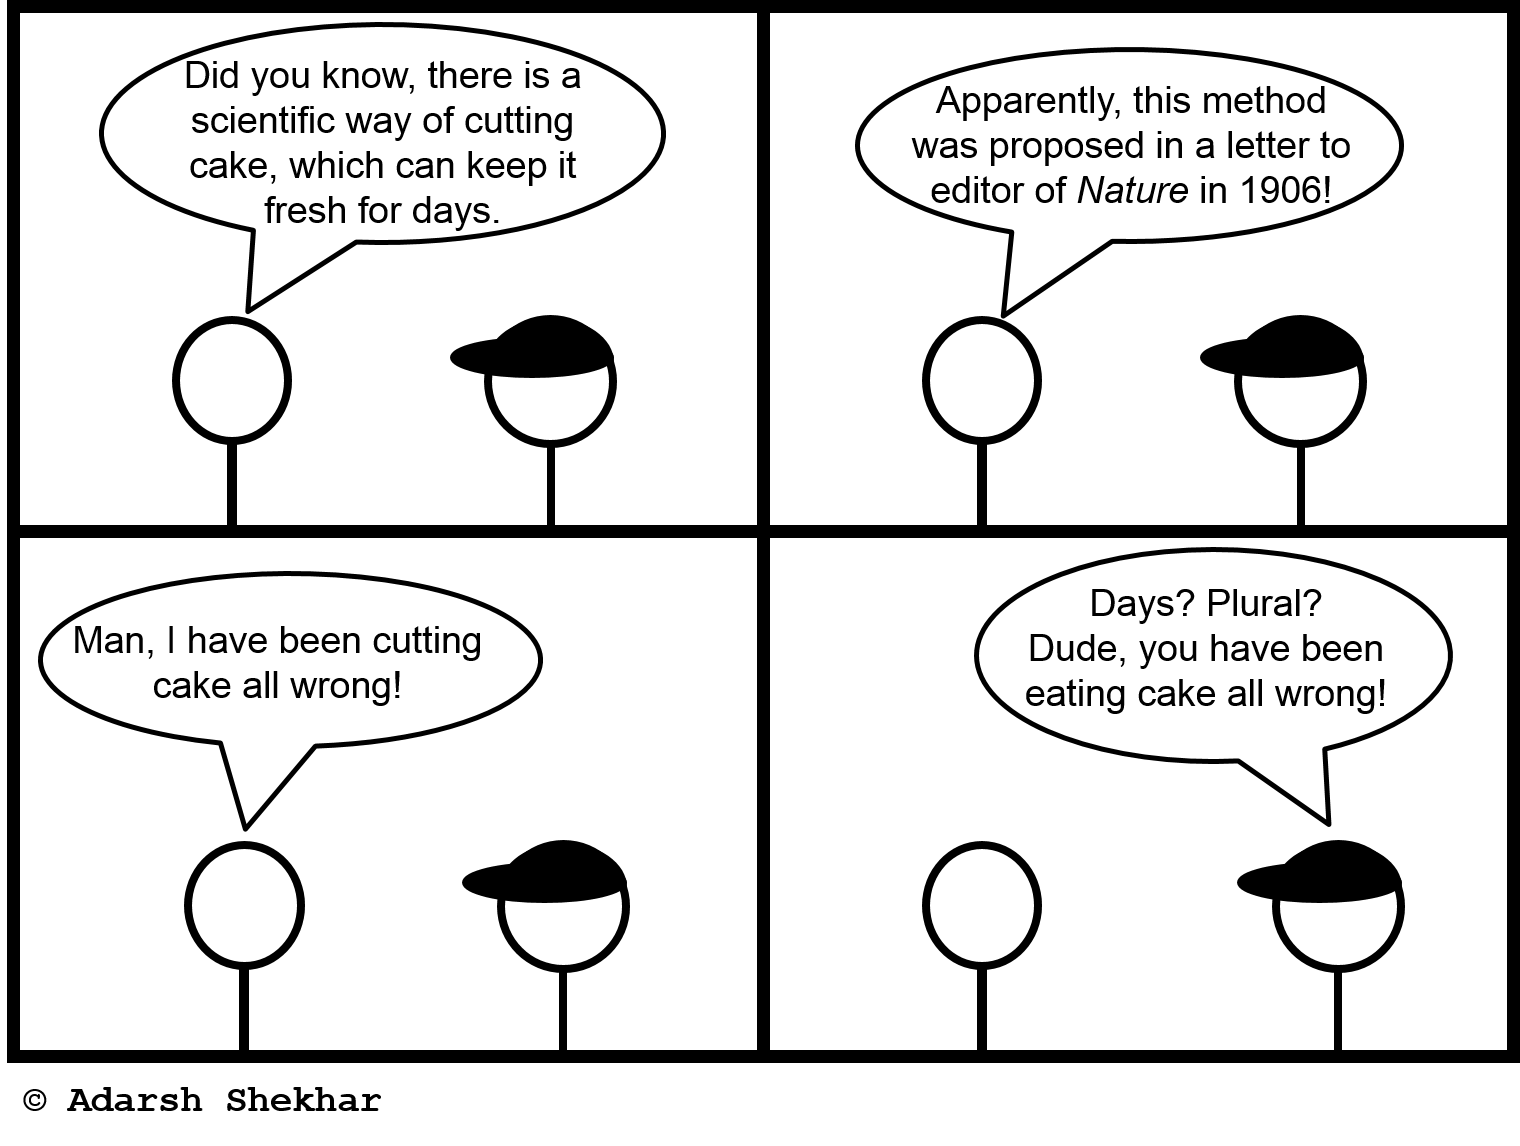 Did you know, there is a
scientific way of cutting
cake, which can keep it
fresh for days.
Apparently, this method
was proposed in a letter to
editor of Nature in 1906!
Man, I have been cutting
cake all wrong!
Days? Plural?
Dude, you have been
eating cake all wrong!
© Adarsh Shekhar